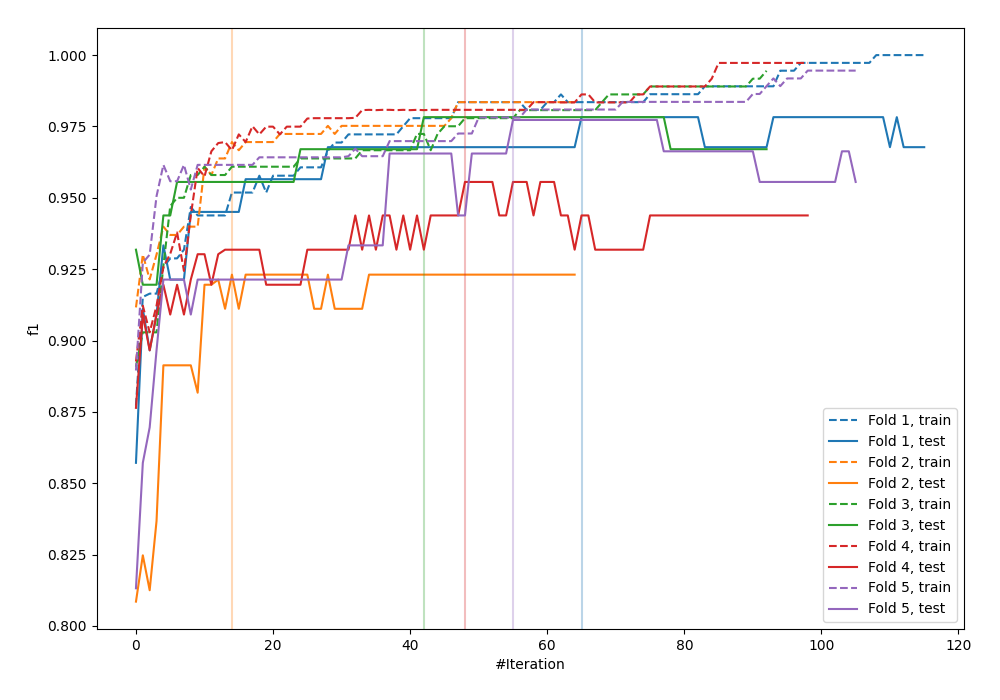 1.000
0.975
0.950
0.925
0.900
0.875
0.850
0.825
0.800
f1
0 20 40 60 80 100 120
#Iteration
Fold 1, train
Fold 1, test
Fold 2, train
Fold 2, test
Fold 3, train
Fold 3, test
Fold 4, train
Fold 4, test
Fold 5, train
Fold 5, test